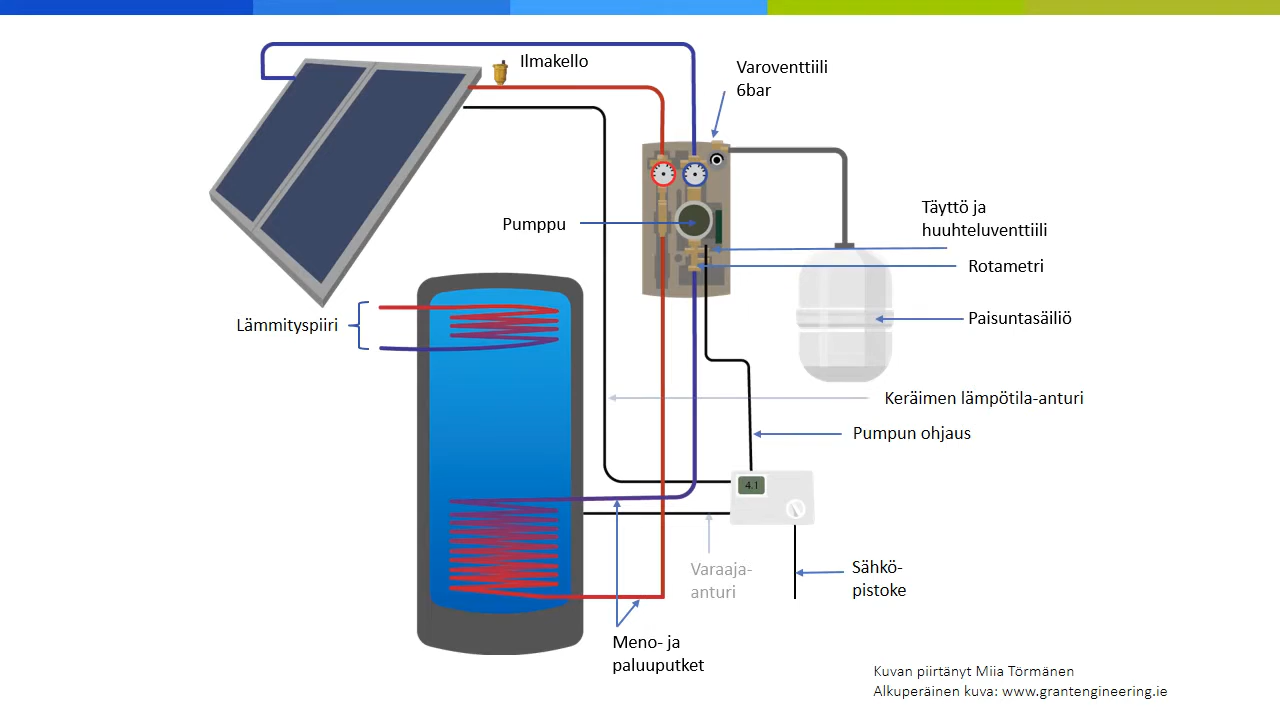 Ilmakello
Varoventtiili
6bar
Täyttö ja
huuhteluventtiili
Pumppu
Rotametri
Lämmityspiiri
Paisuntasäiliö
Keräimen lämpötila-anturi
Pumpun ohjaus
4.1
Varaaja-
anturi
Sähkö-
pistoke
Meno- ja
paluuputket
Kuvan piirtänyt Miia Törmänen
Alkuperäinen kuva: www.grantengineering.ie